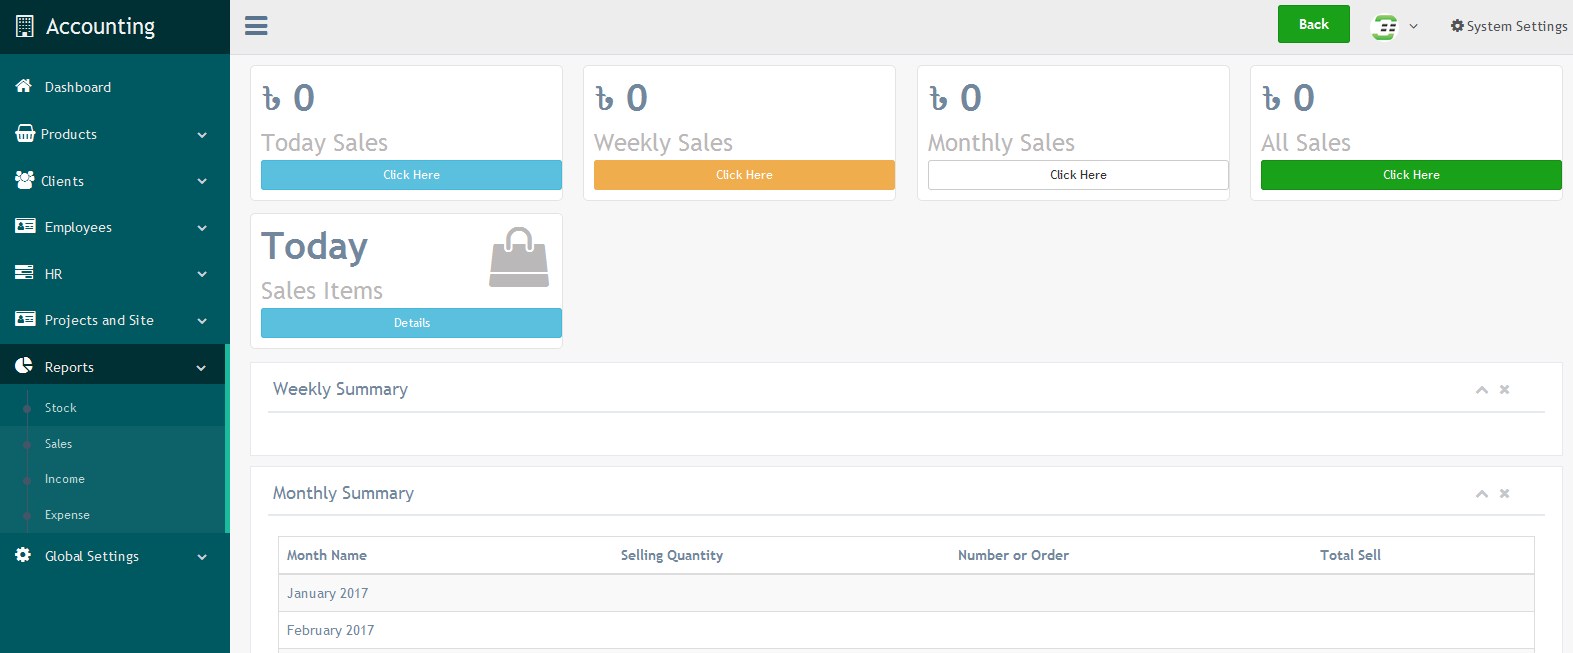 Accounting
Back
System Settings
Dashboard
Products
Clients
Employees
HR
Projects and Site
Reports
Stock
Sales
Income
Expense
Global Settings
৳ 0
Today Sales
Click Here
৳ 0
Weekly Sales
Click Here
৳ 0
Monthly Sales
Click Here
৳ 0
All Sales
Click Here
Today
Sales Items
Details
Weekly Summary
Monthly Summary
Month Name Selling Quantity Number or Order Total Sell
January 2017
February 2017